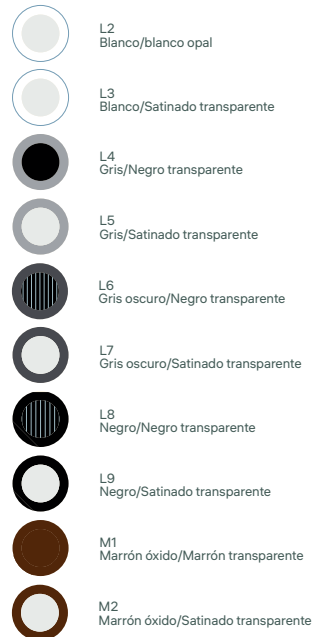 L2
Blanco/blanco opal
L3
Blanco/Satinado transparente
L4
Gris/Negro transparente
L5
Gris/Satinado transparente
L6
Gris oscuro/Negro transparente
L7
Gris oscuro/Satinado transparente
L8
Negro/Negro transparente
L9
Negro/Satinado transparente
M1
Marrón óxido/Marrón transparente
M2
Marrón óxido/Satinado transparente